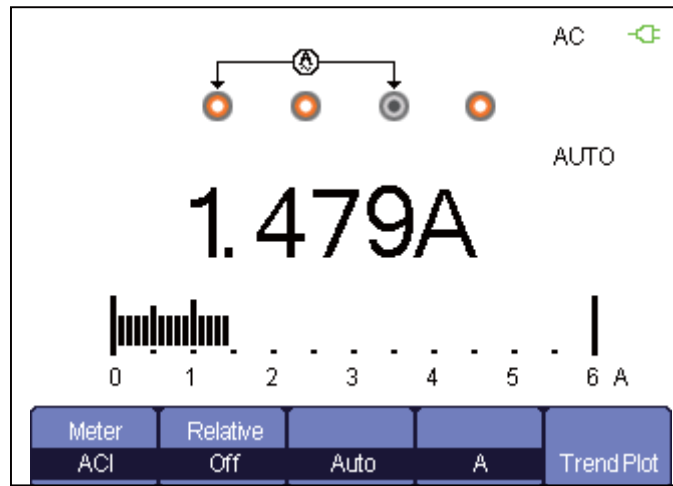 AC
A
AUTO
1.479A
0 1 2 3 4 5 6 A
Meter Relative
ACI Off Auto A Trend Plot